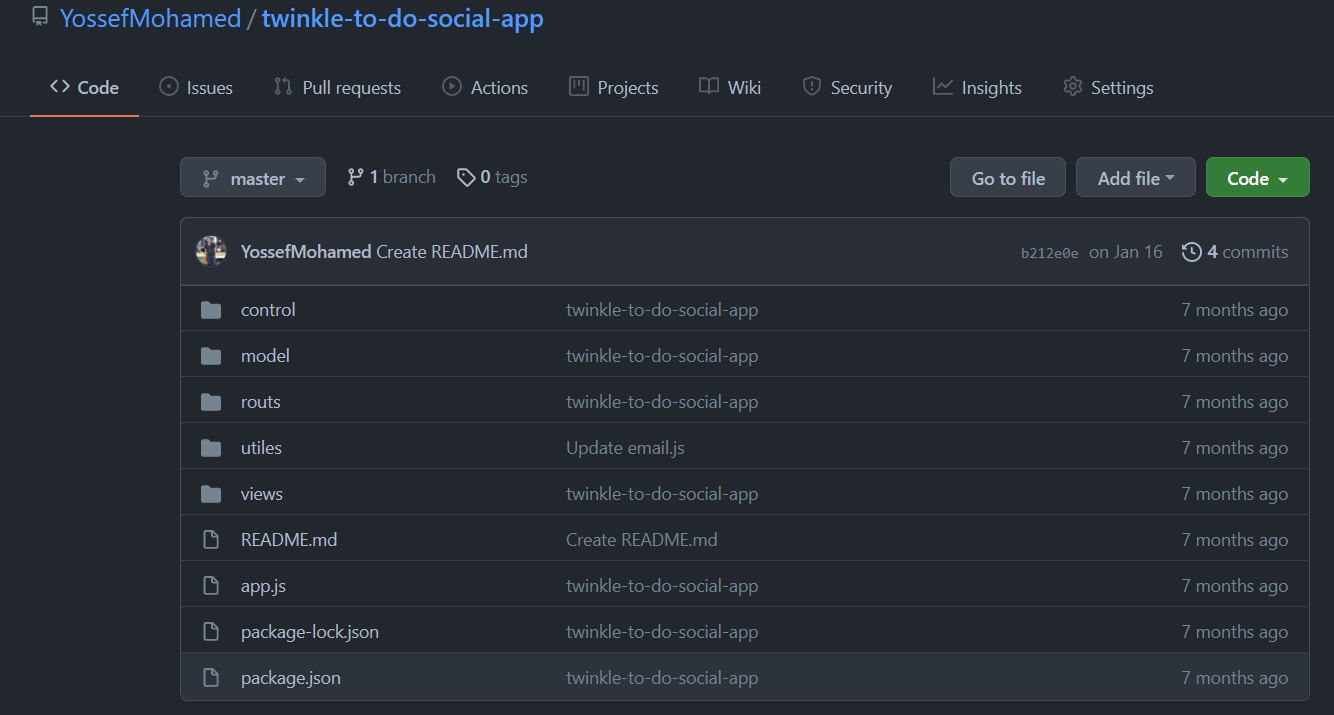 YossefMohamed / twinkle-to-do-social-app
Code Issues Pull requests Actions Projects Wiki Security Insights Settings
master 1 branch 0 tags Go to file Add file Code
YossefMohamed Create README.md b212e0e on Jan 16 4 commits
control twinkle-to-do-social-app 7 months ago
model twinkle-to-do-social-app 7 months ago
routs twinkle-to-do-social-app 7 months ago
utiles Update email.js 7 months ago
views twinkle-to-do-social-app 7 months ago
README.md Create README.md 7 months ago
app.js twinkle-to-do-social-app 7 months ago
package-lock.json twinkle-to-do-social-app 7 months ago
package.json twinkle-to-do-social-app 7 months ago